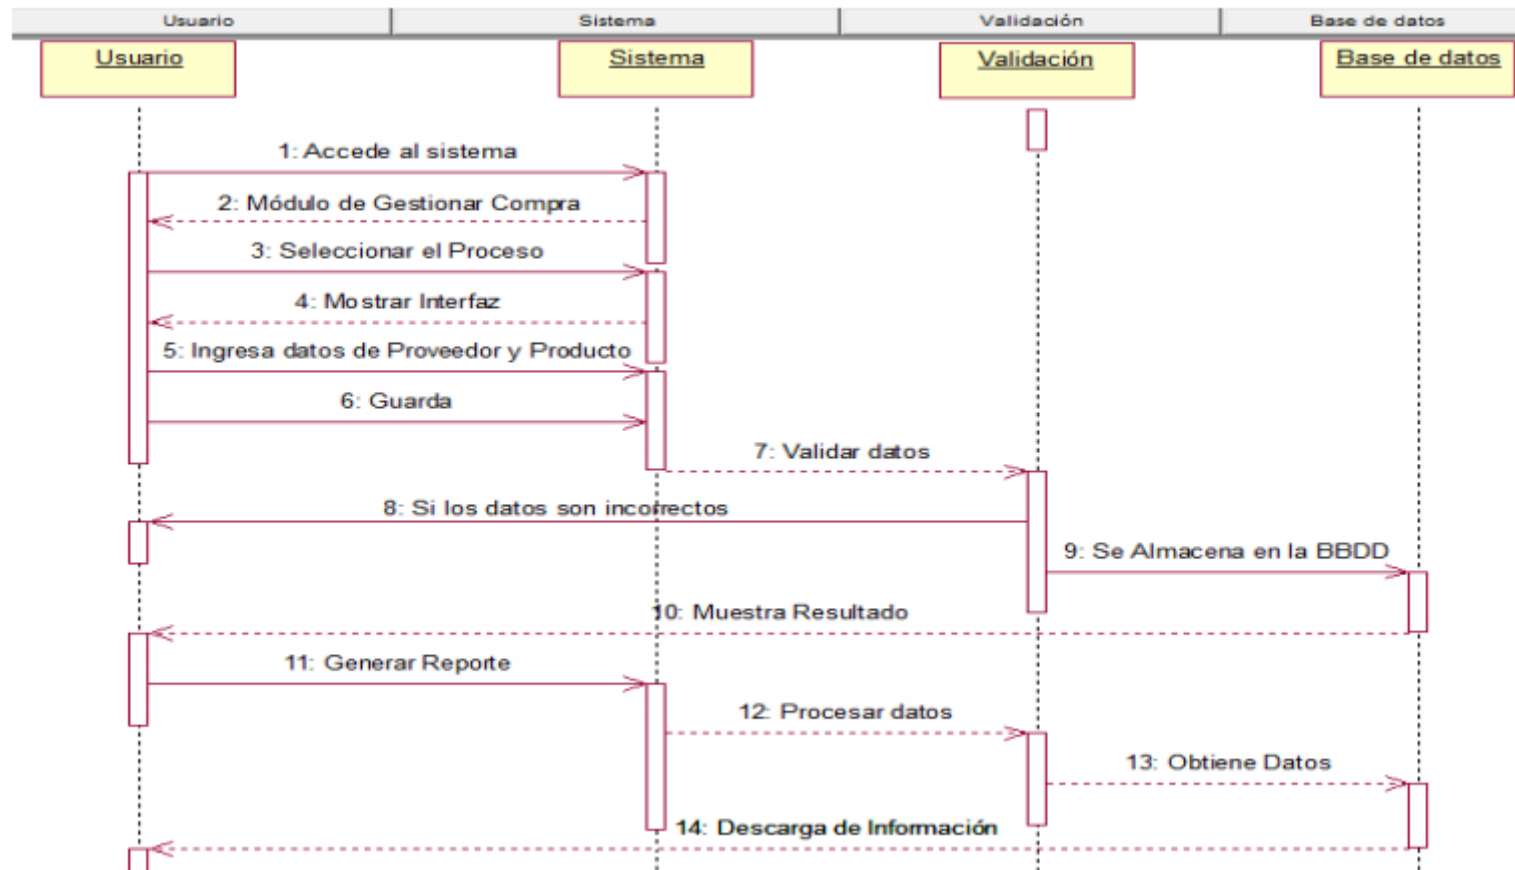 Usuario
Sistema
Validación
Base de datos
Usuario
Sistema
Validación
Base de datos
1: Accede al sistema
2: Módulo de Gestionar Compra
3: Seleccionar el Proceso
4: Mostrar Interfaz
5: Ingresa datos de Proveedor y Producto
6: Guarda
7: Validar datos
8: Si los datos son incorrectos
9: Se Almacena en la BBDD
10: Muestra Resultado
11: Generar Reporte
12: Procesar datos
13: Obtiene Datos
14: Descarga de Información